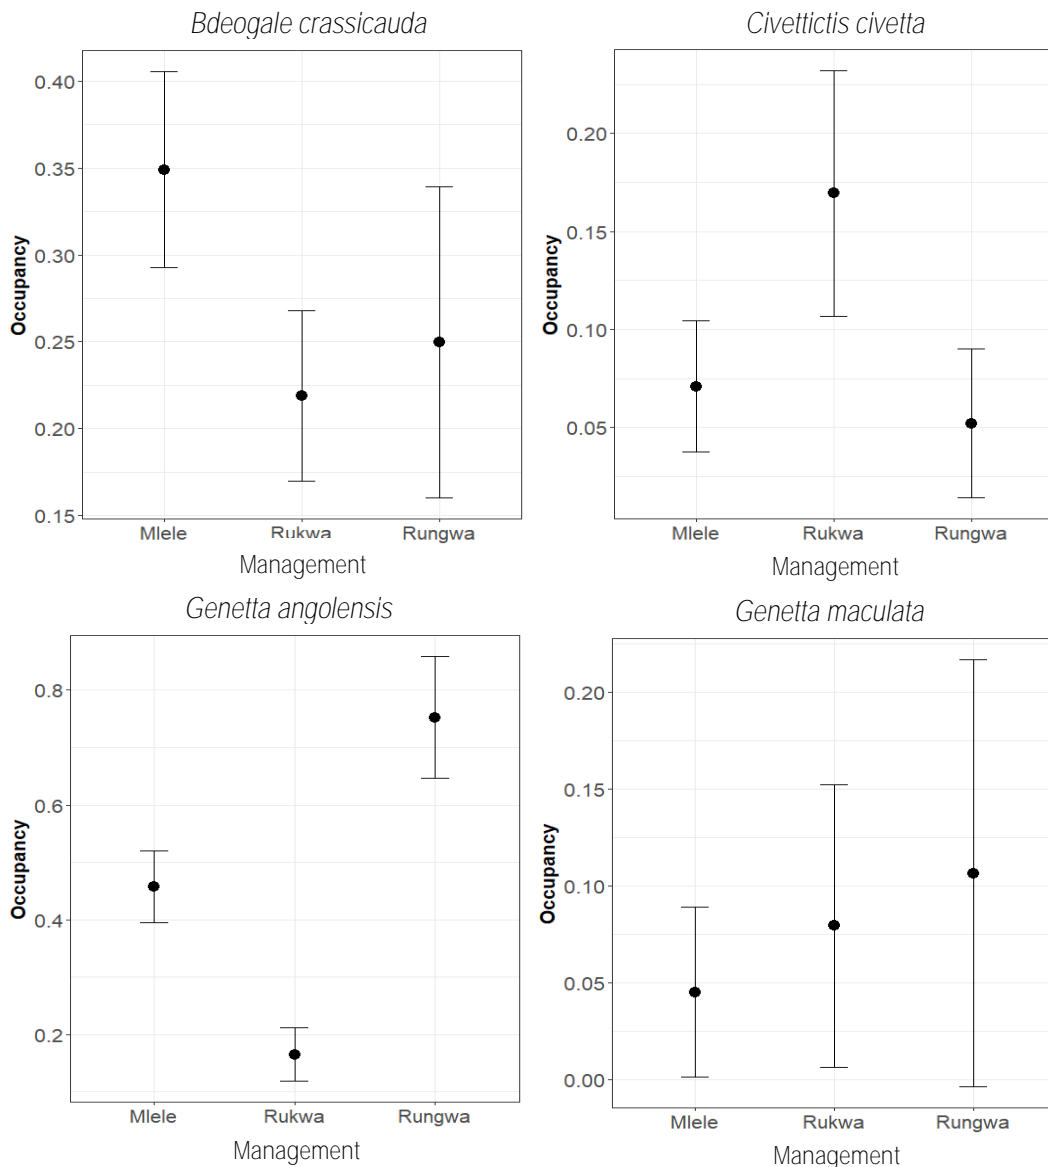 Bdeogale crassicauda
0.40
0.35
0.30
0.25
0.20
0.15
Occupancy
Mlele Rukwa Rungwa
Management
Civettictis civetta
0.20
0.15
0.10
0.05
Occupancy
Mlele Rukwa Rungwa
Management
Genetta angolensis
0.8
0.6
0.4
0.2
Occupancy
Mlele Rukwa Rungwa
Management
Genetta maculata
0.20
0.15
0.10
0.05
0.00
Occupancy
Mlele Rukwa Rungwa
Management